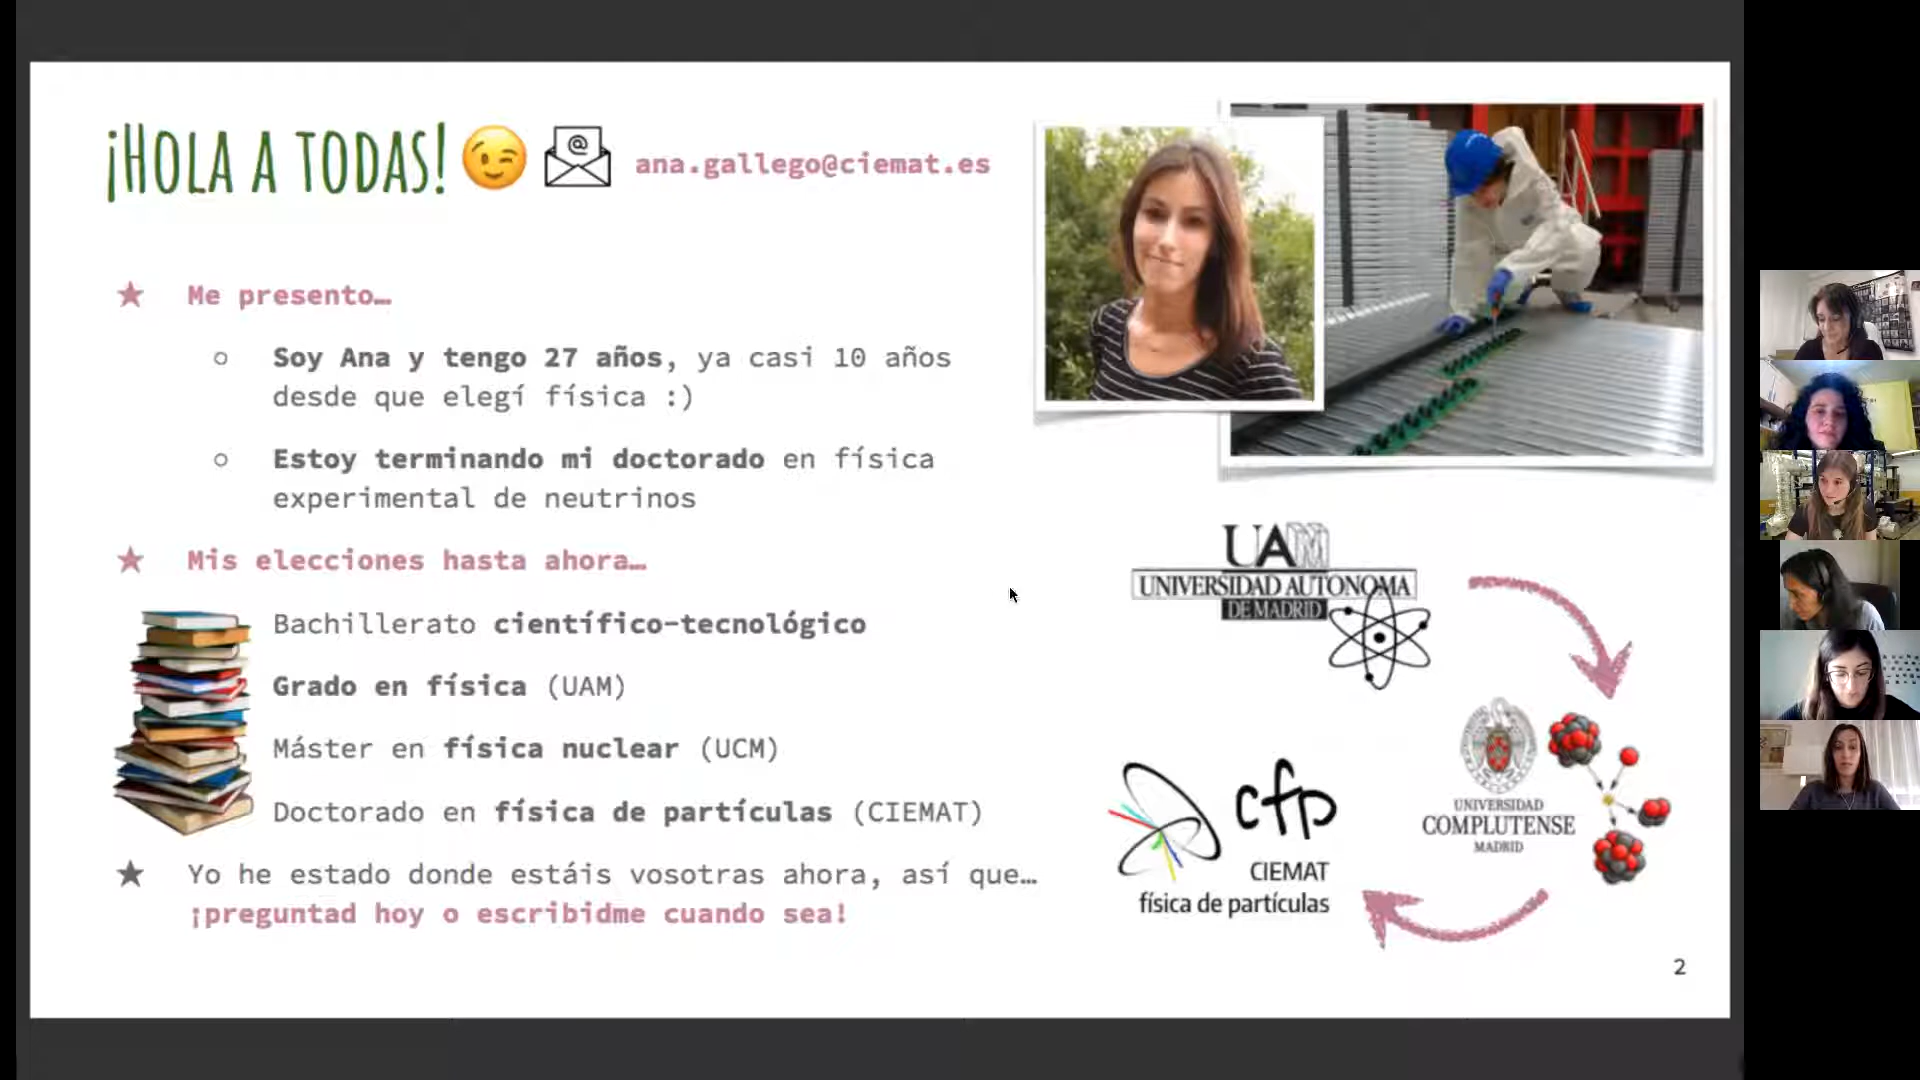 ¡HOLA A TODAS!
@
ana.gallego@ciemat.es
Me presento…
Soy Ana y tengo 27 años, ya casi 10 años
desde que elegí física :)
Estoy terminando mi doctorado en física
experimental de neutrinos
Mis elecciones hasta ahora…
Bachillerato científico-tecnológico
Grado en física (UAM)
Máster en física nuclear (UCM)
Doctorado en física de partículas (CIEMAT)
Yo he estado donde estáis vosotras ahora, así que…
¡preguntad hoy o escribidme cuando sea!
UAM
UNIVERSIDAD AUTONOMA
DE MADRID
UNIVERSIDAD
COMPLUTENSE
MADRID
cfp
CIEMAT
física de partículas
2